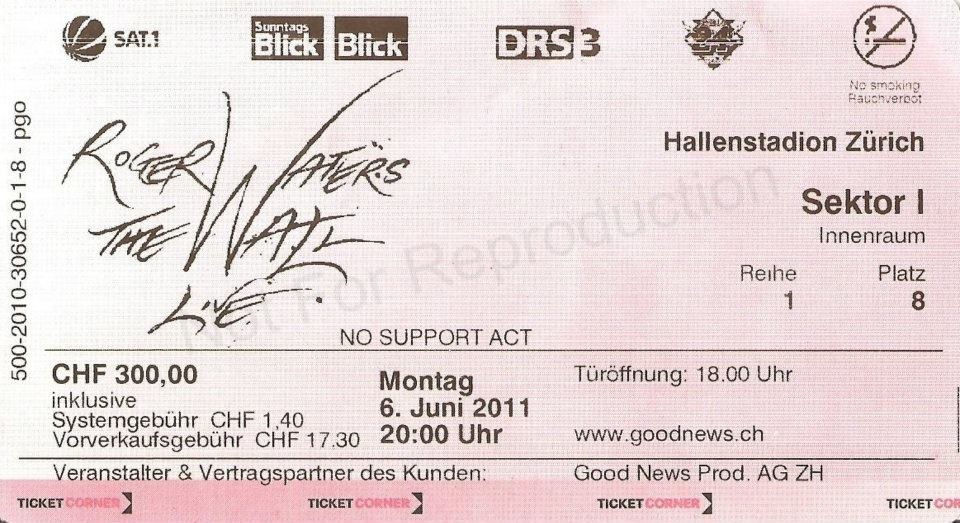 SAT.1
Sonntags
Blick Blick
DRS 3
No smoking
Rauchverbot
500-2010-30652-0-1-8 - pgo
ROGER WATERS
THE WALL
LIVE
Hallenstadion Zürich
Sektor I
Innenraum
Reihe Platz
1 8
Not For Reproduction
NO SUPPORT ACT
CHF 300,00
inklusive
Systemgebühr CHF 1,40
Vorverkaufsgebühr CHF 17.30
Montag
6. Juni 2011
20:00 Uhr
Türöffnung: 18.00 Uhr
www.goodnews.ch
Veranstalter & Vertragspartner des Kunden: Good News Prod. AG ZH
TICKETCORNER TICKETCORNER TICKETCORNER TICKETCOR